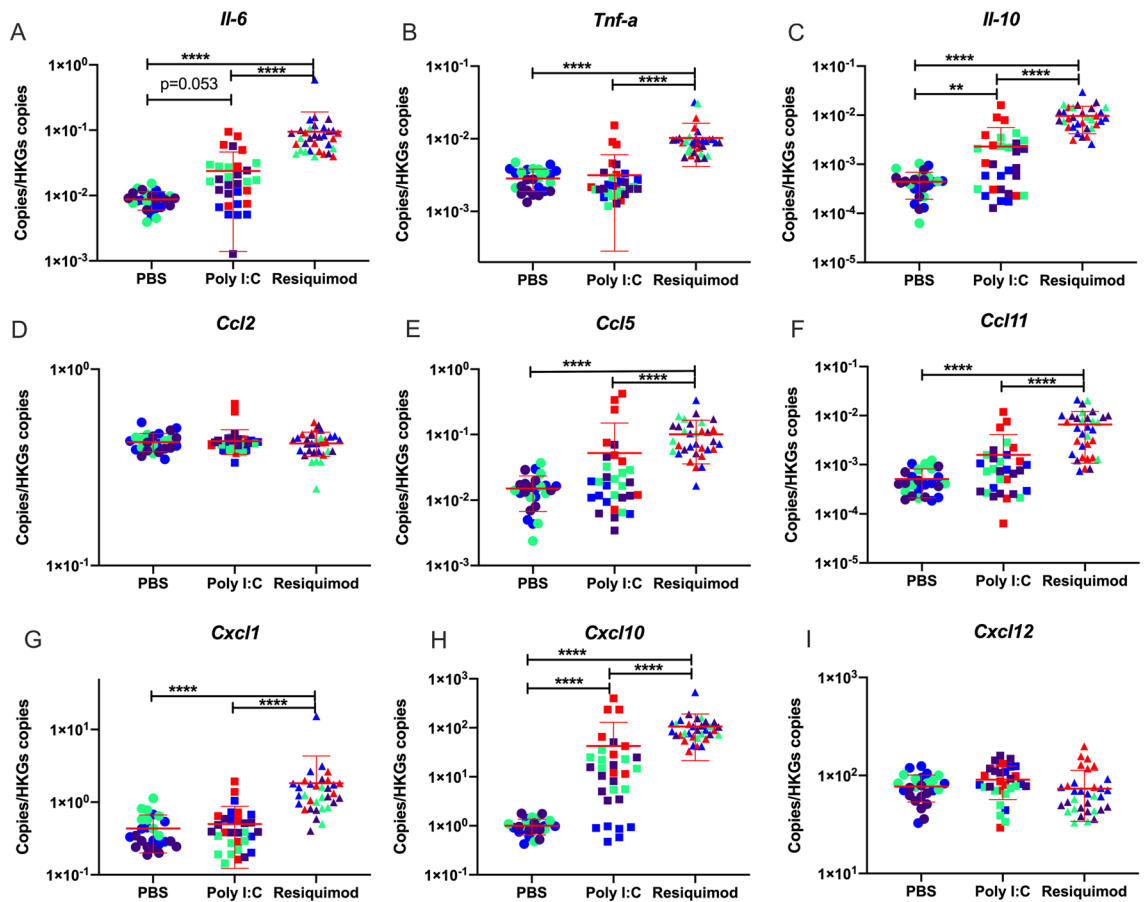 A
Il-6
****
****
p=0.053
Copies/HKGs copies
1×10⁰
1×10⁻¹
1×10⁻²
1×10⁻³
PBS Poly I:C Resiquimod
B
Tnf-a
****
****
Copies/HKGs copies
1×10⁻¹
1×10⁻²
1×10⁻³
PBS Poly I:C Resiquimod
C
Il-10
****
****
**
Copies/HKGs copies
1×10⁻¹
1×10⁻²
1×10⁻³
1×10⁻⁴
1×10⁻⁵
PBS Poly I:C Resiquimod
D
Ccl2
Copies/HKGs copies
1×10⁰
1×10⁻¹
PBS Poly I:C Resiquimod
E
Ccl5
****
****
Copies/HKGs copies
1×10⁰
1×10⁻¹
1×10⁻²
1×10⁻³
PBS Poly I:C Resiquimod
F
Ccl11
****
****
Copies/HKGs copies
1×10⁻¹
1×10⁻²
1×10⁻³
1×10⁻⁴
1×10⁻⁵
PBS Poly I:C Resiquimod
G
Cxcl1
****
****
Copies/HKGs copies
1×10¹
1×10⁰
1×10⁻¹
PBS Poly I:C Resiquimod
H
Cxcl10
****
****
****
Copies/HKGs copies
1×10³
1×10²
1×10¹
1×10⁰
1×10⁻¹
PBS Poly I:C Resiquimod
I
Cxcl12
Copies/HKGs copies
1×10³
1×10²
1×10¹
PBS Poly I:C Resiquimod